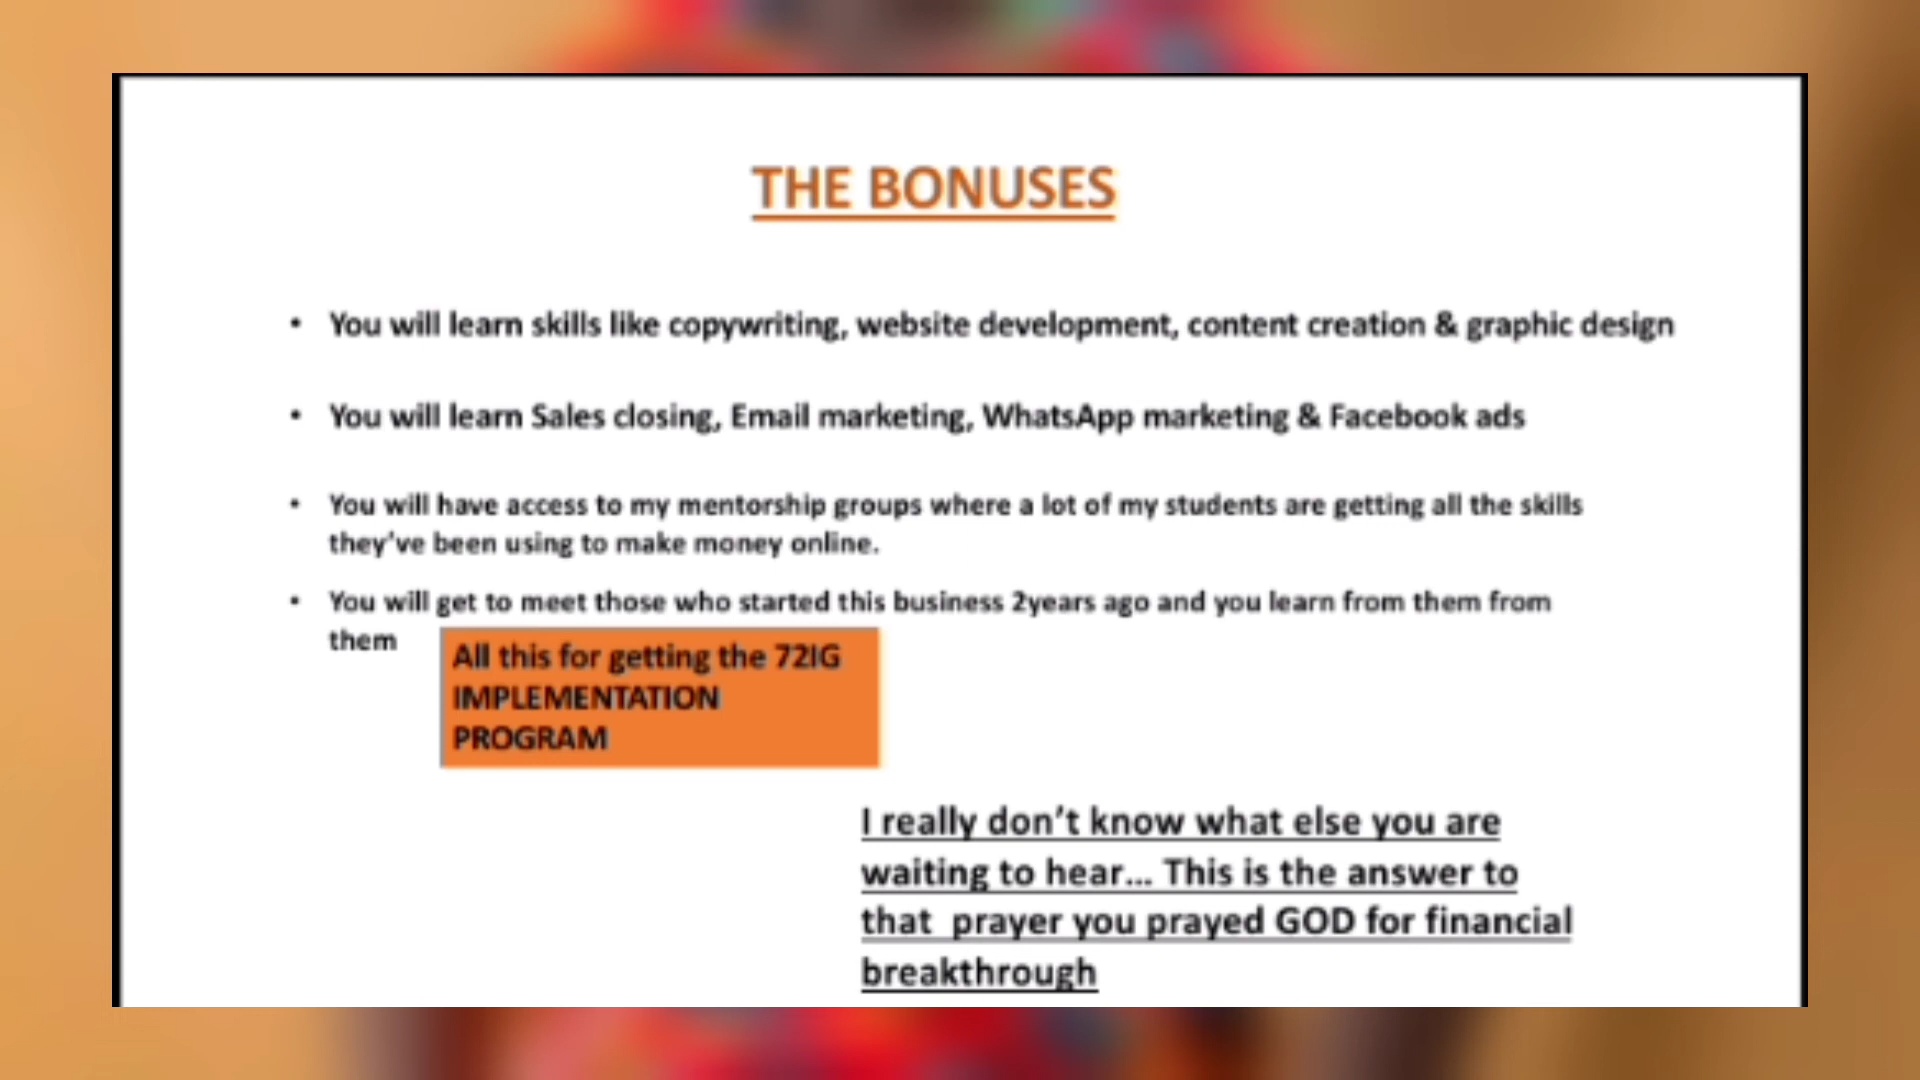 THE BONUSES
• You will learn skills like copywriting, website development, content creation & graphic design
• You will learn Sales closing, Email marketing, WhatsApp marketing & Facebook ads
• You will have access to my mentorship groups where a lot of my students are getting all the skills
they've been using to make money online.
• You will get to meet those who started this business 2years ago and you learn from them from
them
All this for getting the 72IG
IMPLEMENTATION
PROGRAM
I really don't know what else you are
waiting to hear... This is the answer to
that prayer you prayed GOD for financial
breakthrough